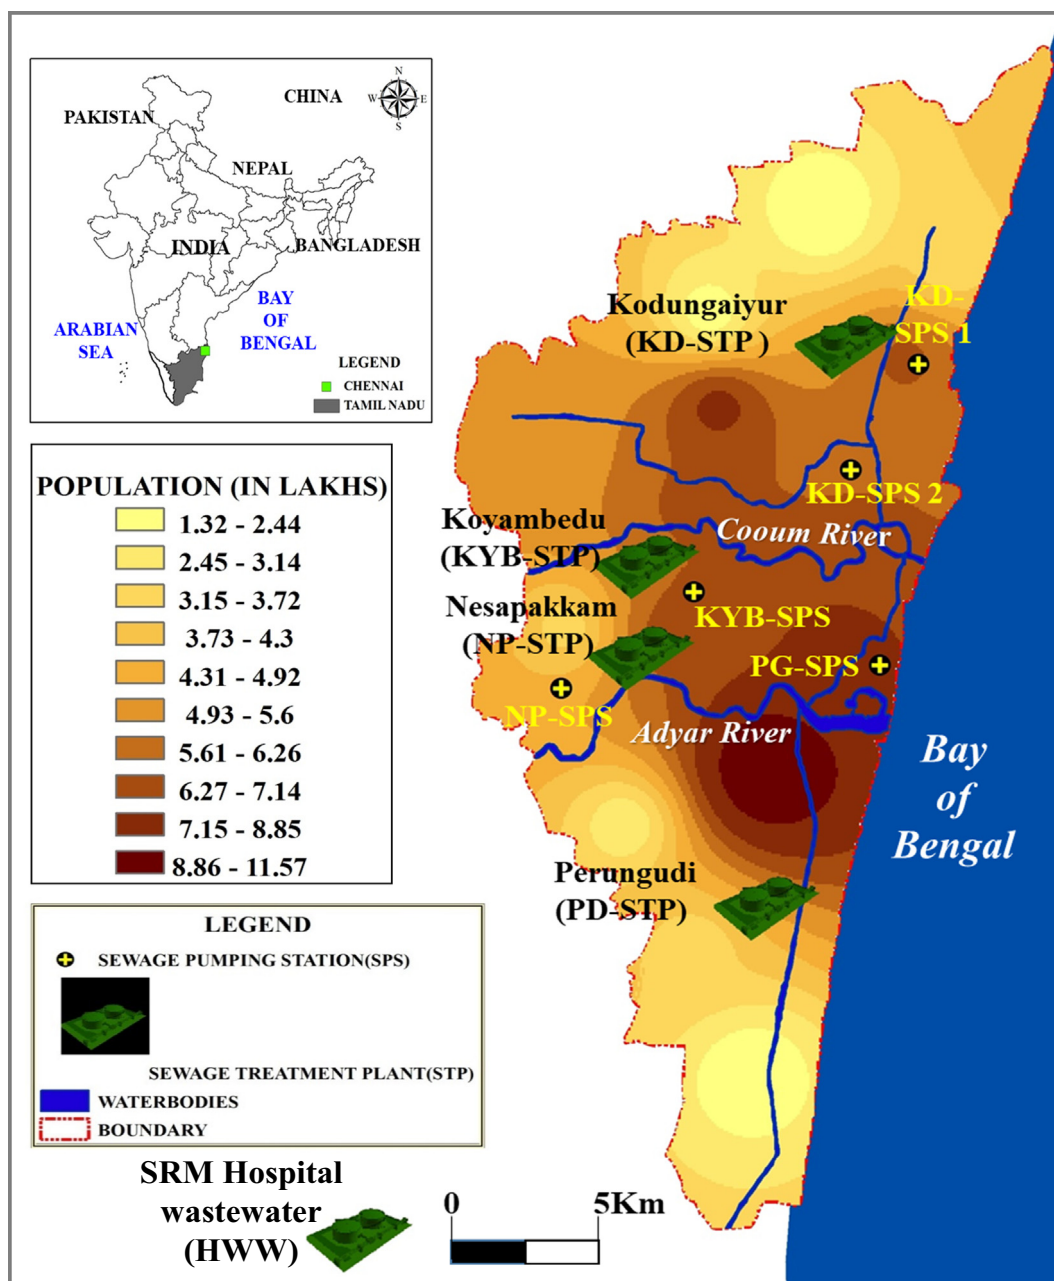 N
W E
S
CHINA
PAKISTAN
NEPAL
INDIA
BANGLADESH
ARABIAN
SEA
BAY
OF
BENGAL
LEGEND
CHENNAI
TAMIL NADU
POPULATION (IN LAKHS)
1.32 - 2.44
2.45 - 3.14
3.15 - 3.72
3.73 - 4.3
4.31 - 4.92
4.93 - 5.6
5.61 - 6.26
6.27 - 7.14
7.15 - 8.85
8.86 - 11.57
LEGEND
SEWAGE PUMPING STATION(SPS)
SEWAGE TREATMENT PLANT(STP)
WATERBODIES
BOUNDARY
SRM Hospital
wastewater
(HWW)
0 5Km
Kodungaiyur
(KD-STP )
KD-
SPS 1
KD-SPS 2
Koyambedu
(KYB-STP)
Cooum River
Nesapakkam
(NP-STP)
KYB-SPS
PG-SPS
NP-SPS
Adyar River
Perungudi
(PD-STP)
Bay
of
Bengal